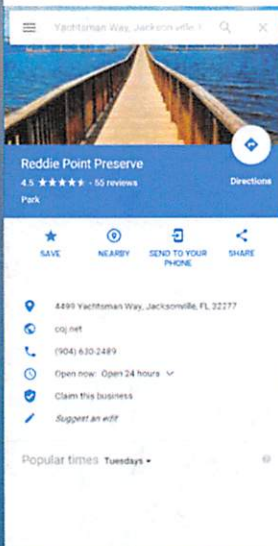 Yachtsman Way, Jacksonville, F
Reddie Point Preserve
4.5 ★★★★★ - 55 reviews
Directions
Park
SAVE
NEARBY
SEND TO YOUR PHONE
SHARE
4499 Yachtsman Way, Jacksonville, FL 32277
coj.net
(904) 630-2489
Open now: Open 24 hours
Claim this business
Suggest an edit
Popular times Tuesdays